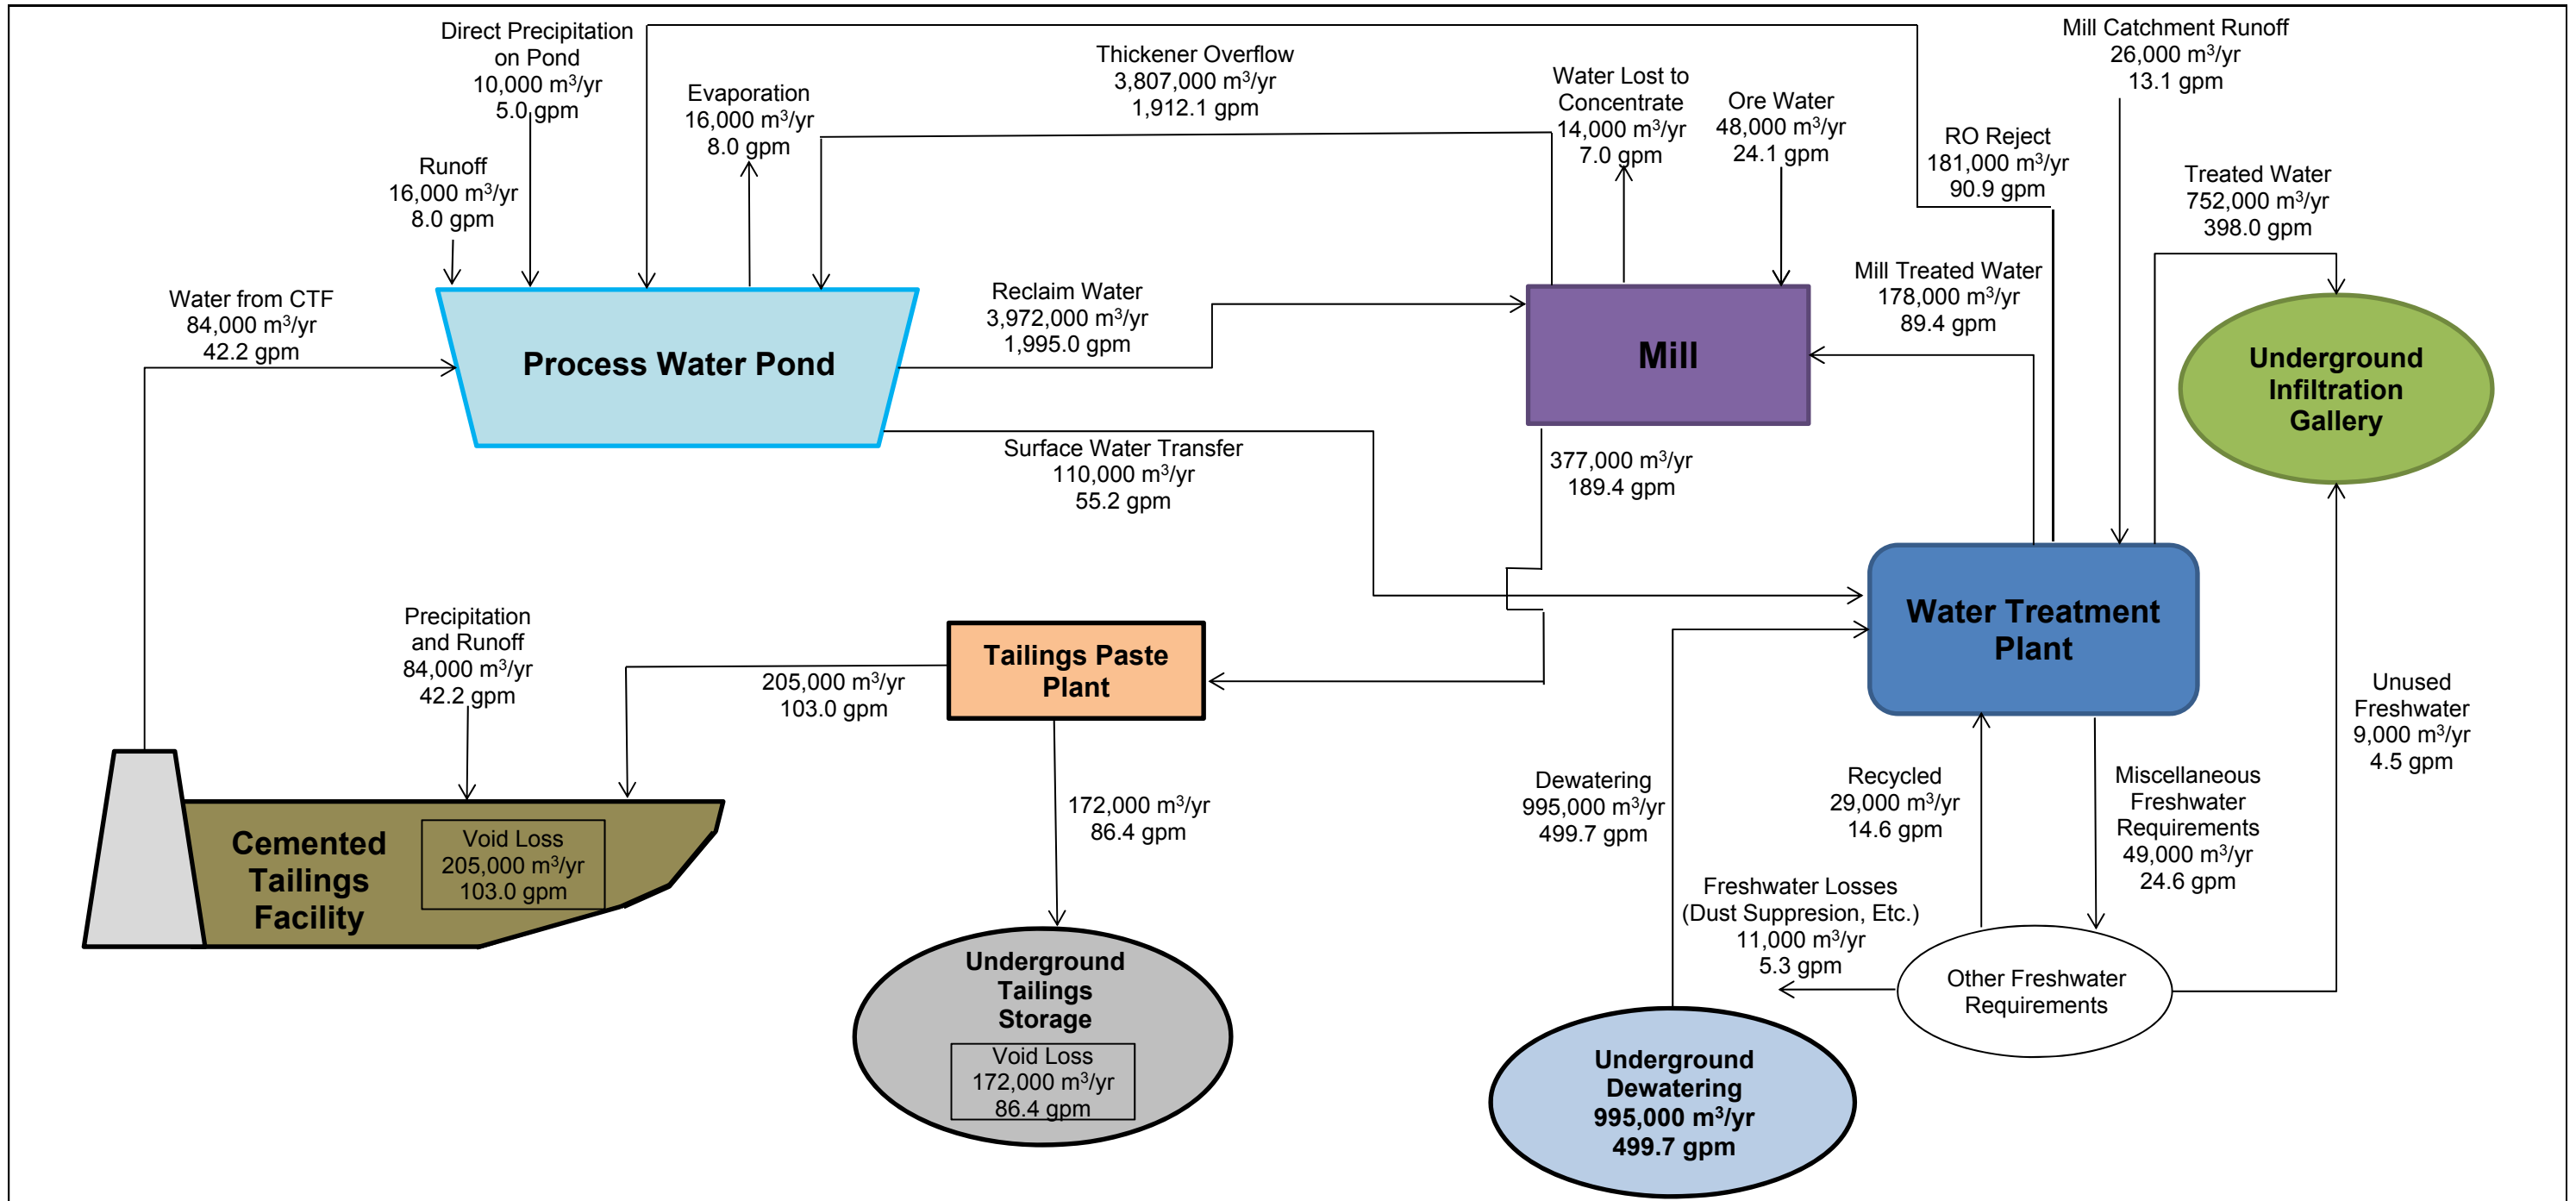 Direct Precipitation
on Pond
10,000 m³/yr
5.0 gpm
Evaporation
16,000 m³/yr
8.0 gpm
Thickener Overflow
3,807,000 m³/yr
1,912.1 gpm
Water Lost to
Concentrate
14,000 m³/yr
7.0 gpm
Ore Water
48,000 m³/yr
24.1 gpm
Mill Catchment Runoff
26,000 m³/yr
13.1 gpm
RO Reject
181,000 m³/yr
90.9 gpm
Treated Water
752,000 m³/yr
398.0 gpm
Runoff
16,000 m³/yr
8.0 gpm
Water from CTF
84,000 m³/yr
42.2 gpm
Process Water Pond
Reclaim Water
3,972,000 m³/yr
1,995.0 gpm
Mill
Mill Treated Water
178,000 m³/yr
89.4 gpm
Underground
Infiltration
Gallery
Surface Water Transfer
110,000 m³/yr
55.2 gpm
377,000 m³/yr
189.4 gpm
Water Treatment
Plant
Precipitation
and Runoff
84,000 m³/yr
42.2 gpm
205,000 m³/yr
103.0 gpm
Tailings Paste
Plant
Unused
Freshwater
9,000 m³/yr
4.5 gpm
Cemented
Tailings
Facility
Void Loss
205,000 m³/yr
103.0 gpm
172,000 m³/yr
86.4 gpm
Dewatering
995,000 m³/yr
499.7 gpm
Recycled
29,000 m³/yr
14.6 gpm
Miscellaneous
Freshwater
Requirements
49,000 m³/yr
24.6 gpm
Freshwater Losses
(Dust Suppresion, Etc.)
11,000 m³/yr
5.3 gpm
Other Freshwater
Requirements
Underground
Tailings
Storage
Void Loss
172,000 m³/yr
86.4 gpm
Underground
Dewatering
995,000 m³/yr
499.7 gpm